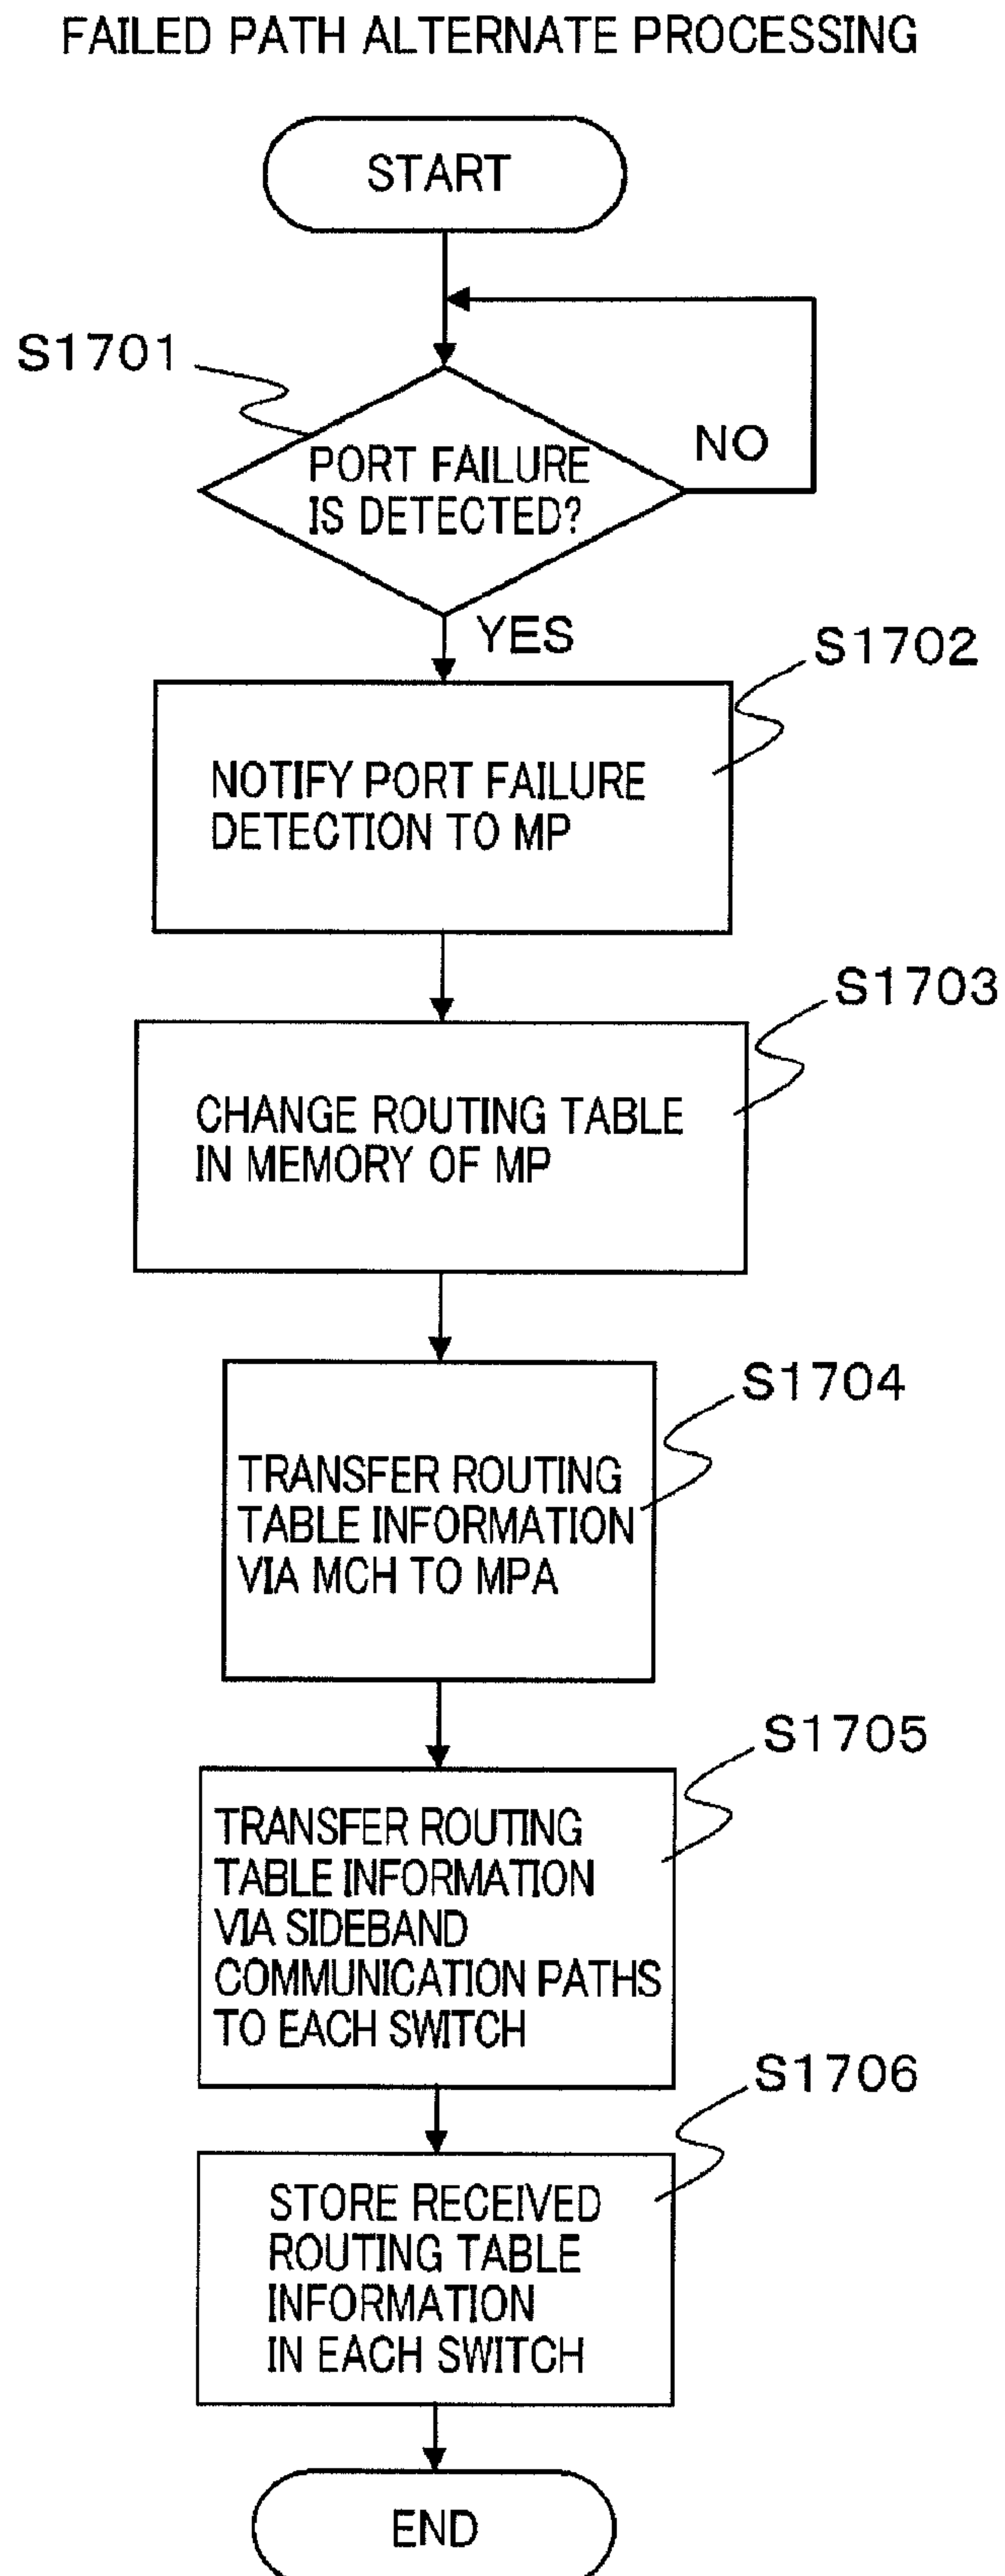 FAILED PATH ALTERNATE PROCESSING
START
S1701
PORT FAILURE
IS DETECTED?
NO
YES
S1702
NOTIFY PORT FAILURE
DETECTION TO MP
S1703
CHANGE ROUTING TABLE
IN MEMORY OF MP
S1704
TRANSFER ROUTING
TABLE INFORMATION
VIA MCH TO MPA
S1705
TRANSFER ROUTING
TABLE INFORMATION
VIA SIDEBAND
COMMUNICATION PATHS
TO EACH SWITCH
S1706
STORE RECEIVED
ROUTING TABLE
INFORMATION
IN EACH SWITCH
END